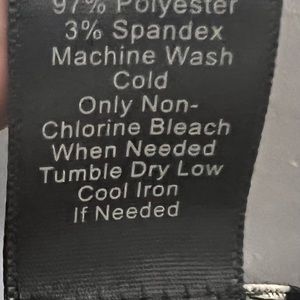 97% Polyester
3% Spandex
Machine Wash
Cold
Only Non-
Chlorine Bleach
When Needed
Tumble Dry Low
Cool Iron
If Needed